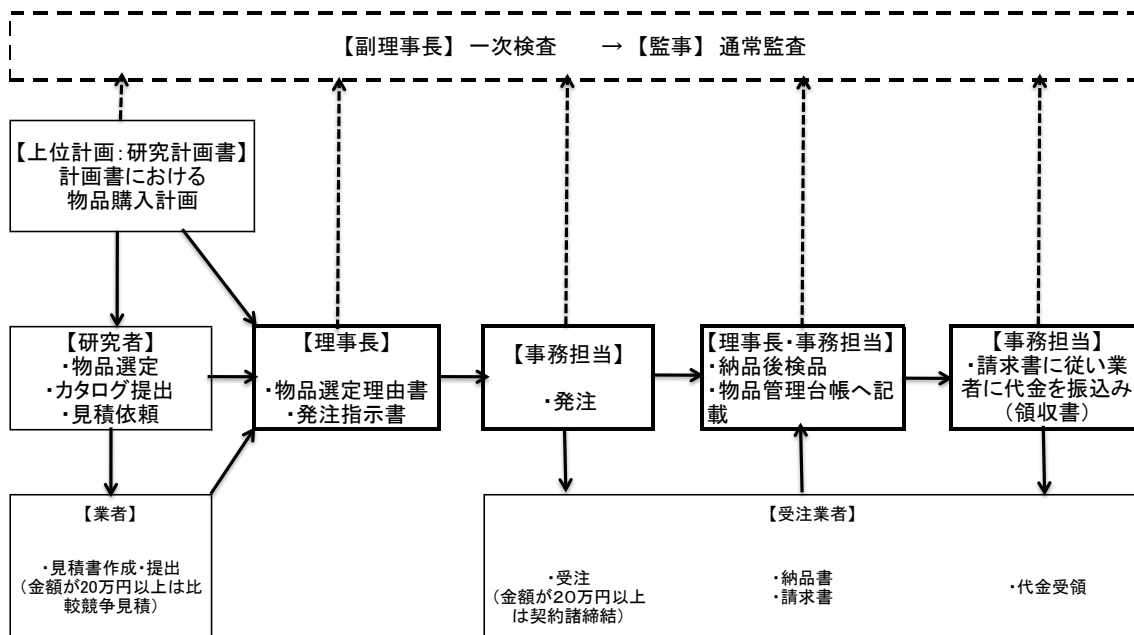 【副理事長】 一次検査　　→ 【監事】 通常監査
【上位計画：研究計画書】
計画書における
物品購入計画
【研究者】
・物品選定
・カタログ提出
・見積依頼
【理事長】
・物品選定理由書
・発注指示書
【事務担当】
・発注
【理事長・事務担当】
・納品後検品
・物品管理台帳へ記
載
【事務担当】
・請求書に従い業
者に代金を振込み
（領収書）
【業者】
・見積書作成・提出
（金額が20万円以上は比
較競争見積）
【受注業者】
・受注
（金額が２０万円以上
は契約諸締結）
・納品書
・請求書
・代金受領